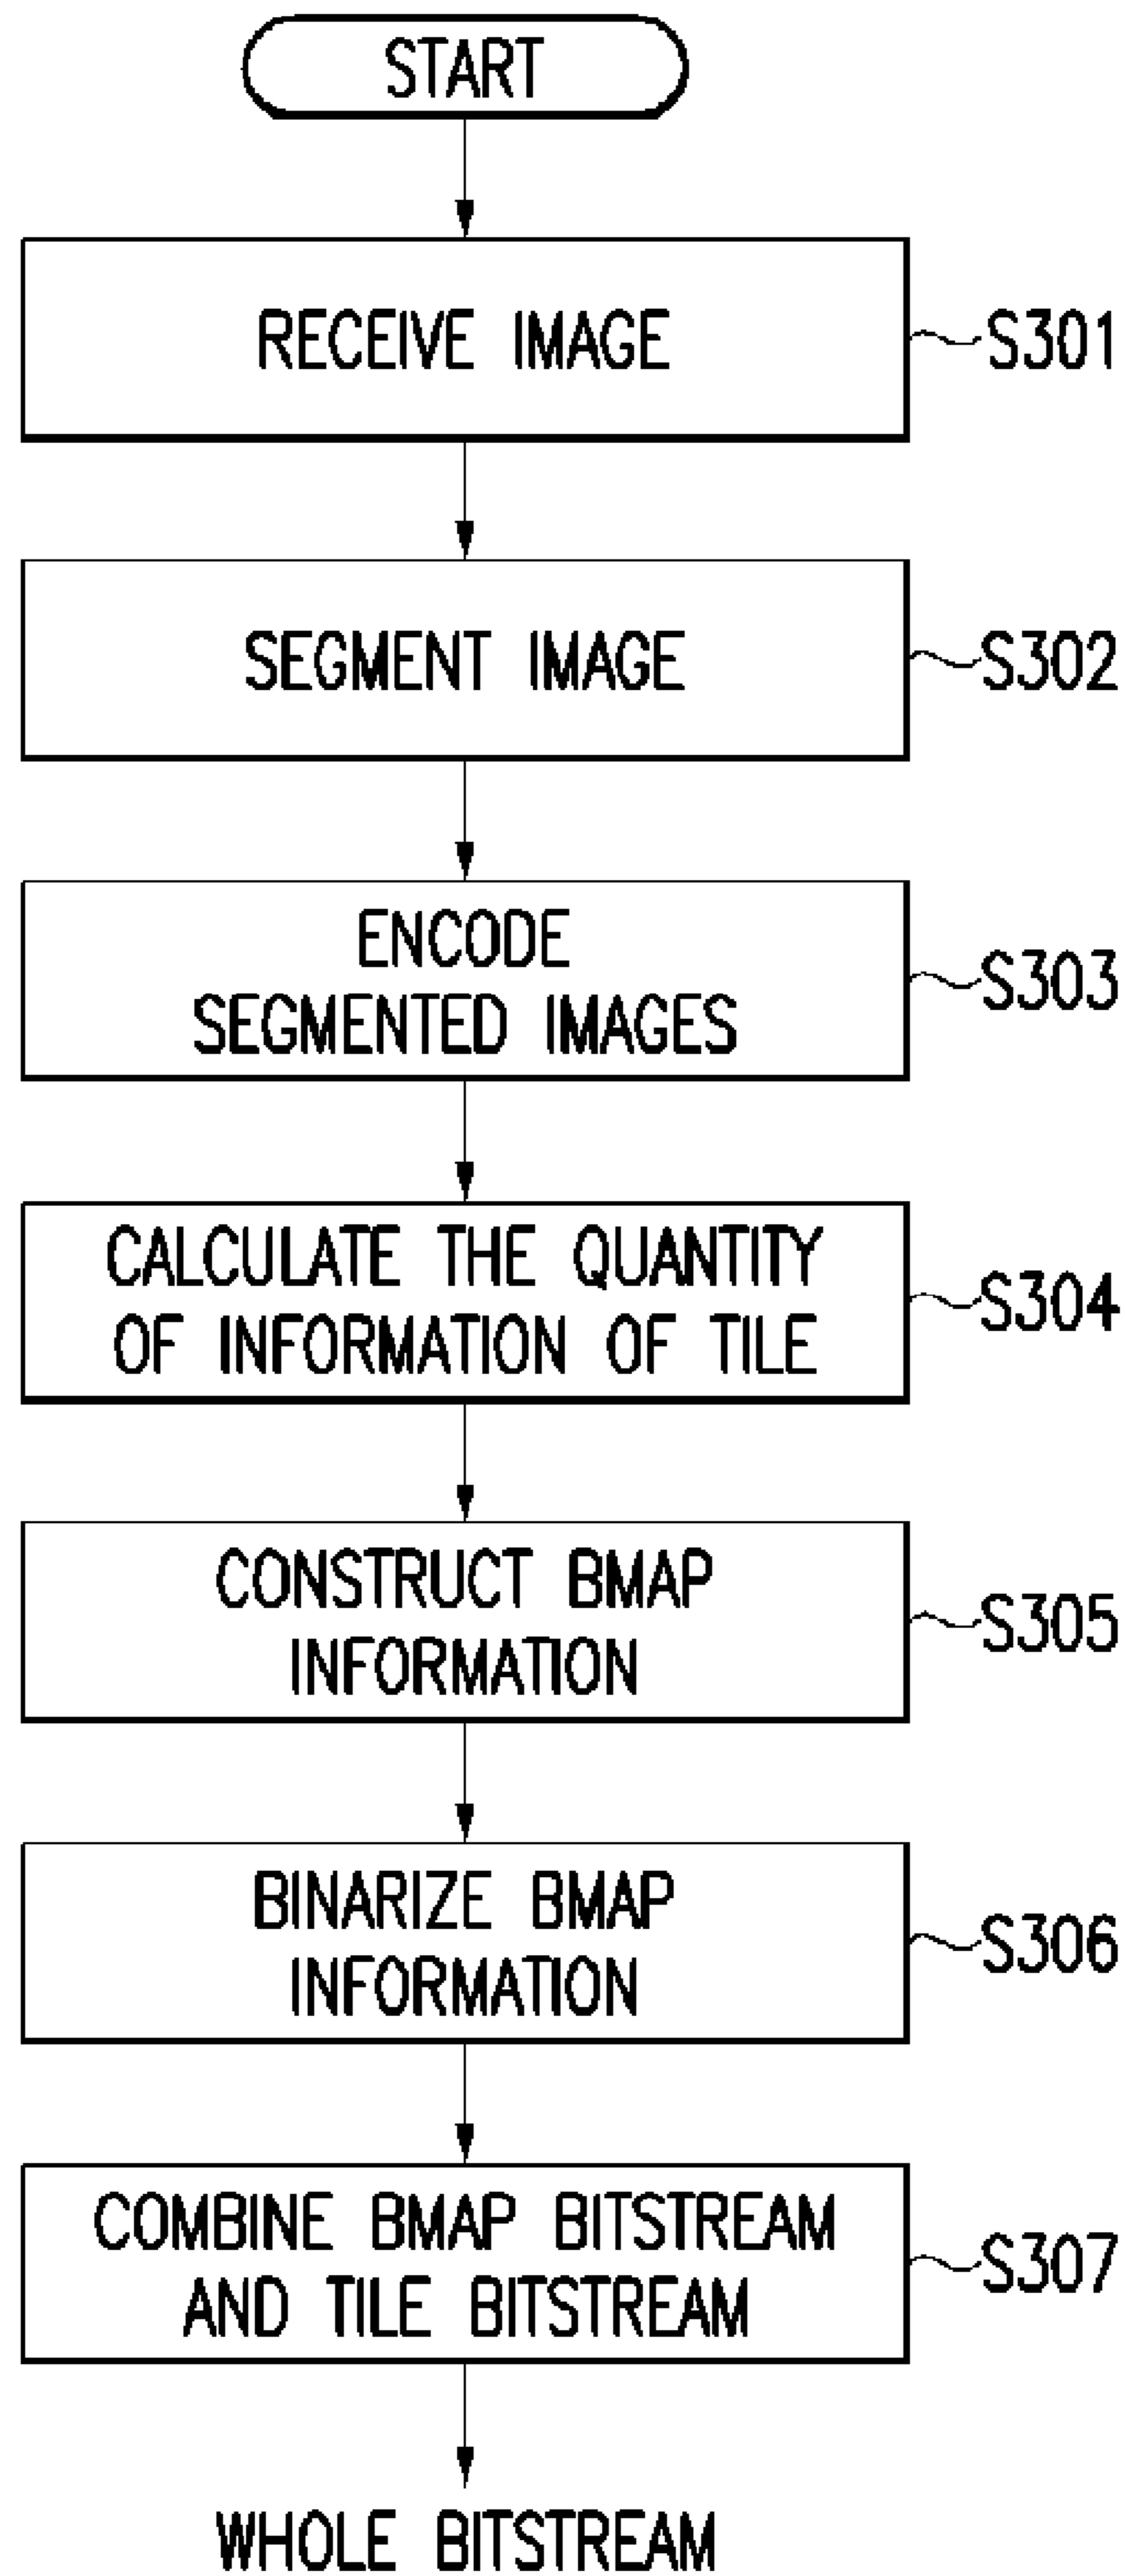 START
RECEIVE IMAGE
S301
SEGMENT IMAGE
S302
ENCODE
SEGMENTED IMAGES
S303
CALCULATE THE QUANTITY
OF INFORMATION OF TILE
S304
CONSTRUCT BMAP
INFORMATION
S305
BINARIZE BMAP
INFORMATION
S306
COMBINE BMAP BITSTREAM
AND TILE BITSTREAM
S307
WHOLE BITSTREAM